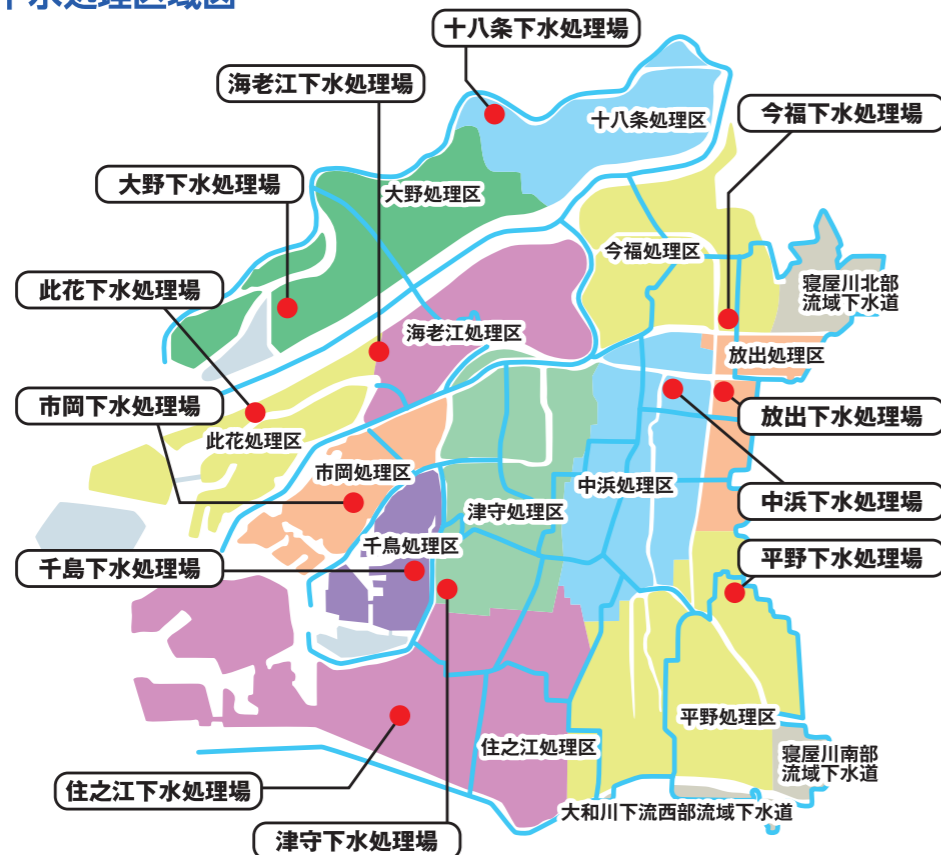 下水処理区域図
十八条下水処理場
海老江下水処理場
十八条処理区
今福下水処理場
大野下水処理場
大野処理区
今福処理区
此花下水処理場
寝屋川北部
流域下水道
海老江処理区
放出処理区
市岡下水処理場
放出下水処理場
此花処理区
市岡処理区
中浜処理区
中浜下水処理場
津守処理区
千鳥処理区
平野下水処理場
千島下水処理場
平野処理区
住之江処理区
寝屋川南部
流域下水道
住之江下水処理場
大和川下流西部流域下水道
津守下水処理場